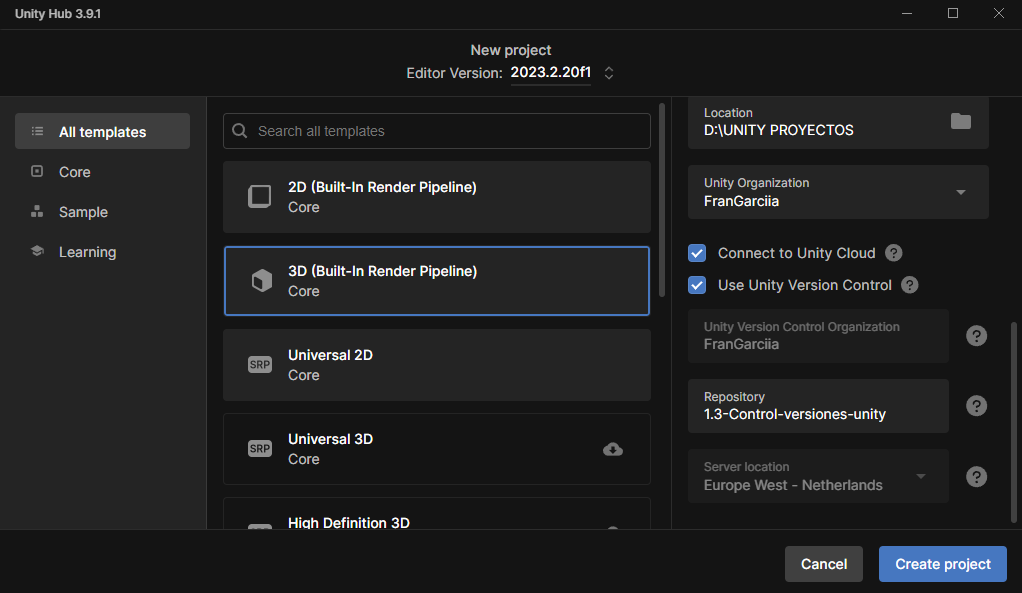 Unity Hub 3.9.1
New project
Editor Version: 2023.2.20f1
All templates
Core
Sample
Learning
Search all templates
2D (Built-In Render Pipeline)
Core
3D (Built-In Render Pipeline)
Core
SRP
Universal 2D
Core
SRP
Universal 3D
Core
High Definition 3D
Location
D:\UNITY PROYECTOS
Unity Organization
FranGarciia
Connect to Unity Cloud ?
Use Unity Version Control ?
Unity Version Control Organization
FranGarciia
?
Repository
1.3-Control-versiones-unity
?
Server location
Europe West - Netherlands
?
Cancel
Create project